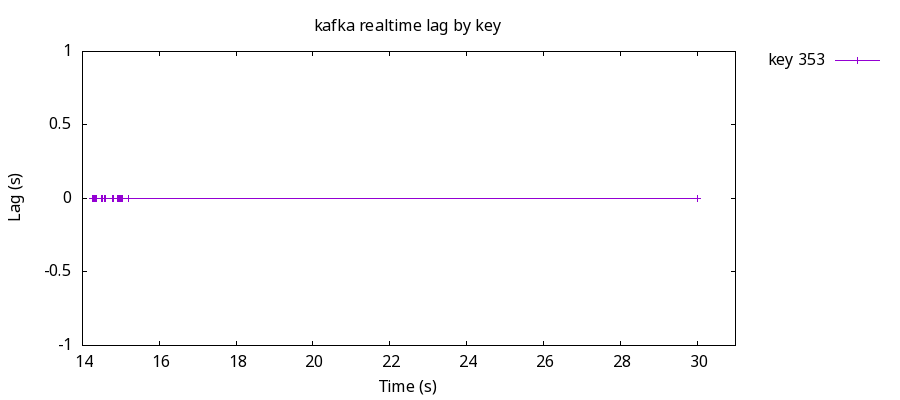 kafka realtime lag by key
key 353
1
0.5
0
-0.5
-1
Lag (s)
14 16 18 20 22 24 26 28 30
Time (s)